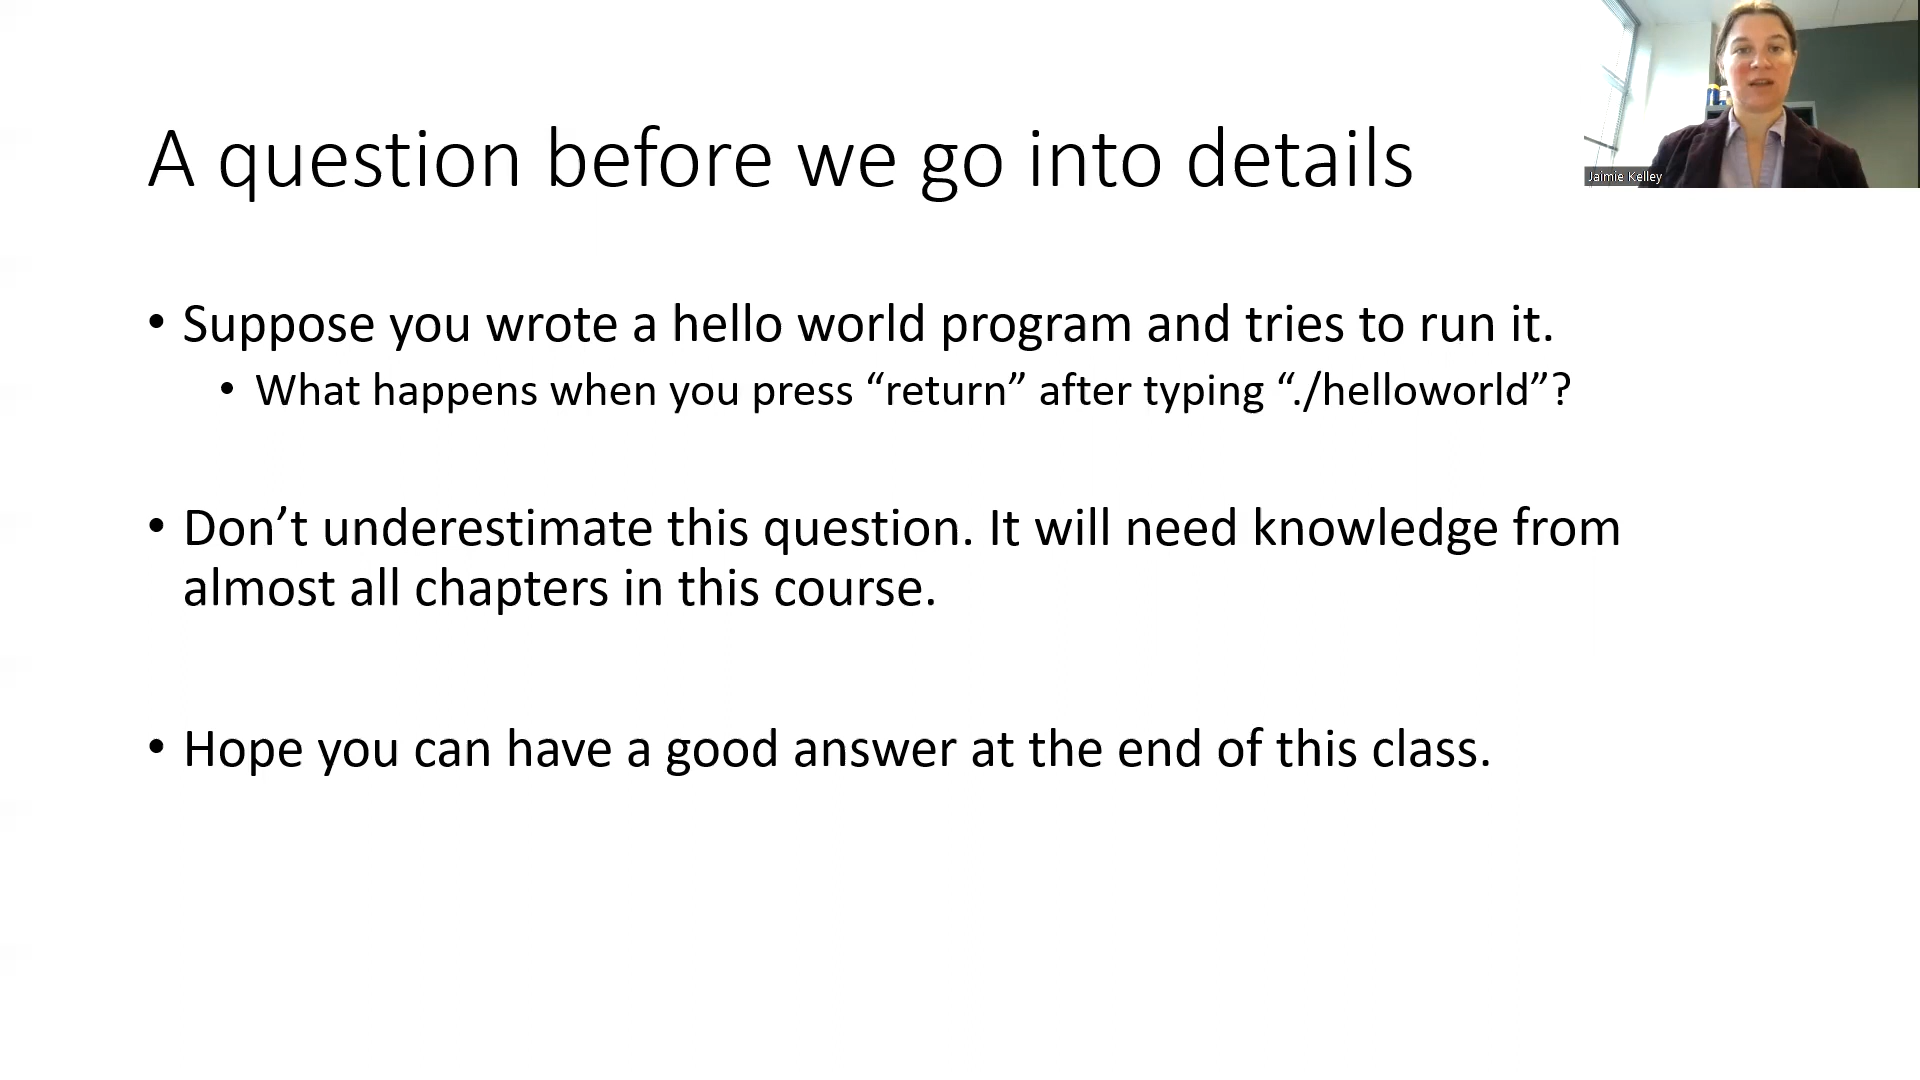 Jaimie Kelley
A question before we go into details
• Suppose you wrote a hello world program and tries to run it.
• What happens when you press “return” after typing “./helloworld”?
• Don’t underestimate this question. It will need knowledge from
almost all chapters in this course.
• Hope you can have a good answer at the end of this class.